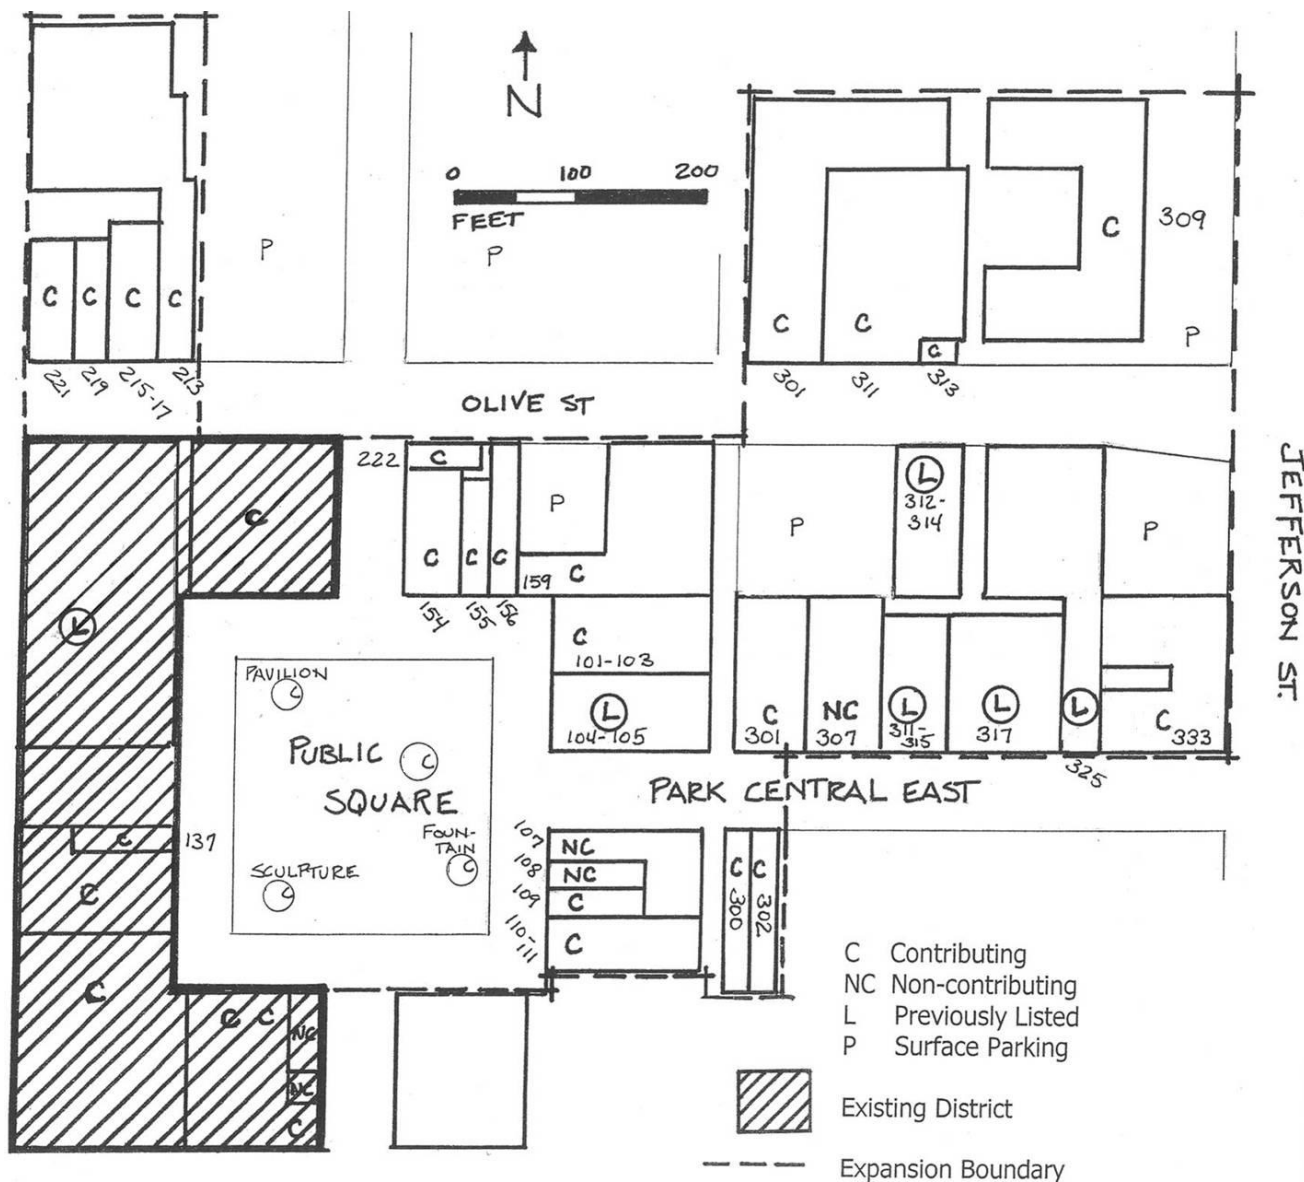 N
0 100 200
FEET
P
P
C
309
C
C
C
P
301
311
313
C
C
C
C
221
219
215-17
213
OLIVE ST
JEFFERSON ST.
C
L
222
C
C
C
C
154
155
156
P
159
C
C
101-103
L
104-105
P
L
312-
314
P
C
301
NC
307
L
311-
315
L
317
L
325
C
333
PAVILION
C
PUBLIC
SQUARE
C
FOUN-
TAIN
C
SCULPTURE
C
PARK CENTRAL EAST
C
137
C
C
C
C
NC
NC
C
107
NC
108
NC
109
C
110-
111
C
C
300
C
302
C Contributing
NC Non-contributing
L Previously Listed
P Surface Parking
Existing District
Expansion Boundary